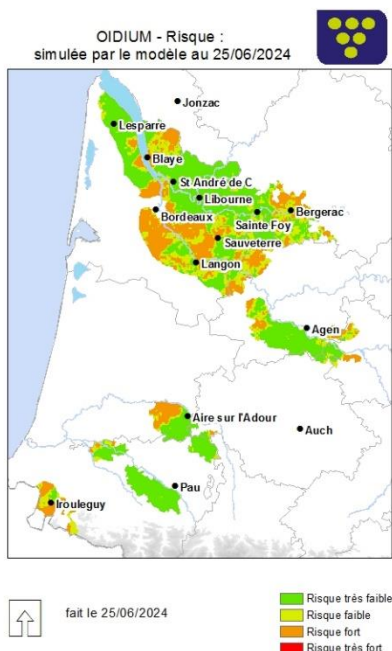 OIDIUM - Risque :
simulée par le modèle au 25/06/2024
Jonzac
Lesparre
Blaye
St André de C
Libourne
Bordeaux
Sainte Foy
Bergerac
Sauveterre
Langon
Agen
Aire sur l'Adour
Auch
Pau
Irouleguy
fait le 25/06/2024
Risque très faible
Risque faible
Risque fort
Risque très fort